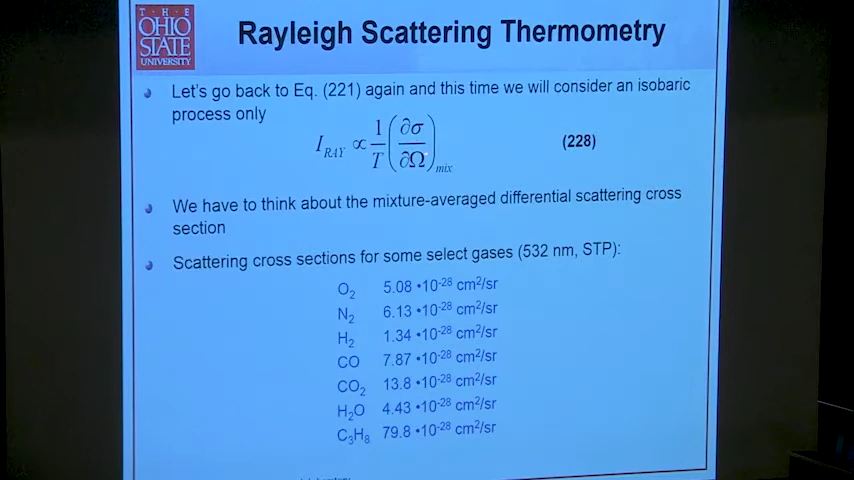 T · H · E
OHIO
STATE
UNIVERSITY
Rayleigh Scattering Thermometry
Let's go back to Eq. (221) again and this time we will consider an isobaric
process only
I_RAY ∝ 1/T (∂σ/∂Ω)_mix (228)
We have to think about the mixture-averaged differential scattering cross
section
Scattering cross sections for some select gases (532 nm, STP):
O₂ 5.08 •10⁻²⁸ cm²/sr
N₂ 6.13 •10⁻²⁸ cm²/sr
H₂ 1.34 •10⁻²⁸ cm²/sr
CO 7.87 •10⁻²⁸ cm²/sr
CO₂ 13.8 •10⁻²⁸ cm²/sr
H₂O 4.43 •10⁻²⁸ cm²/sr
C₃H₈ 79.8 •10⁻²⁸ cm²/sr